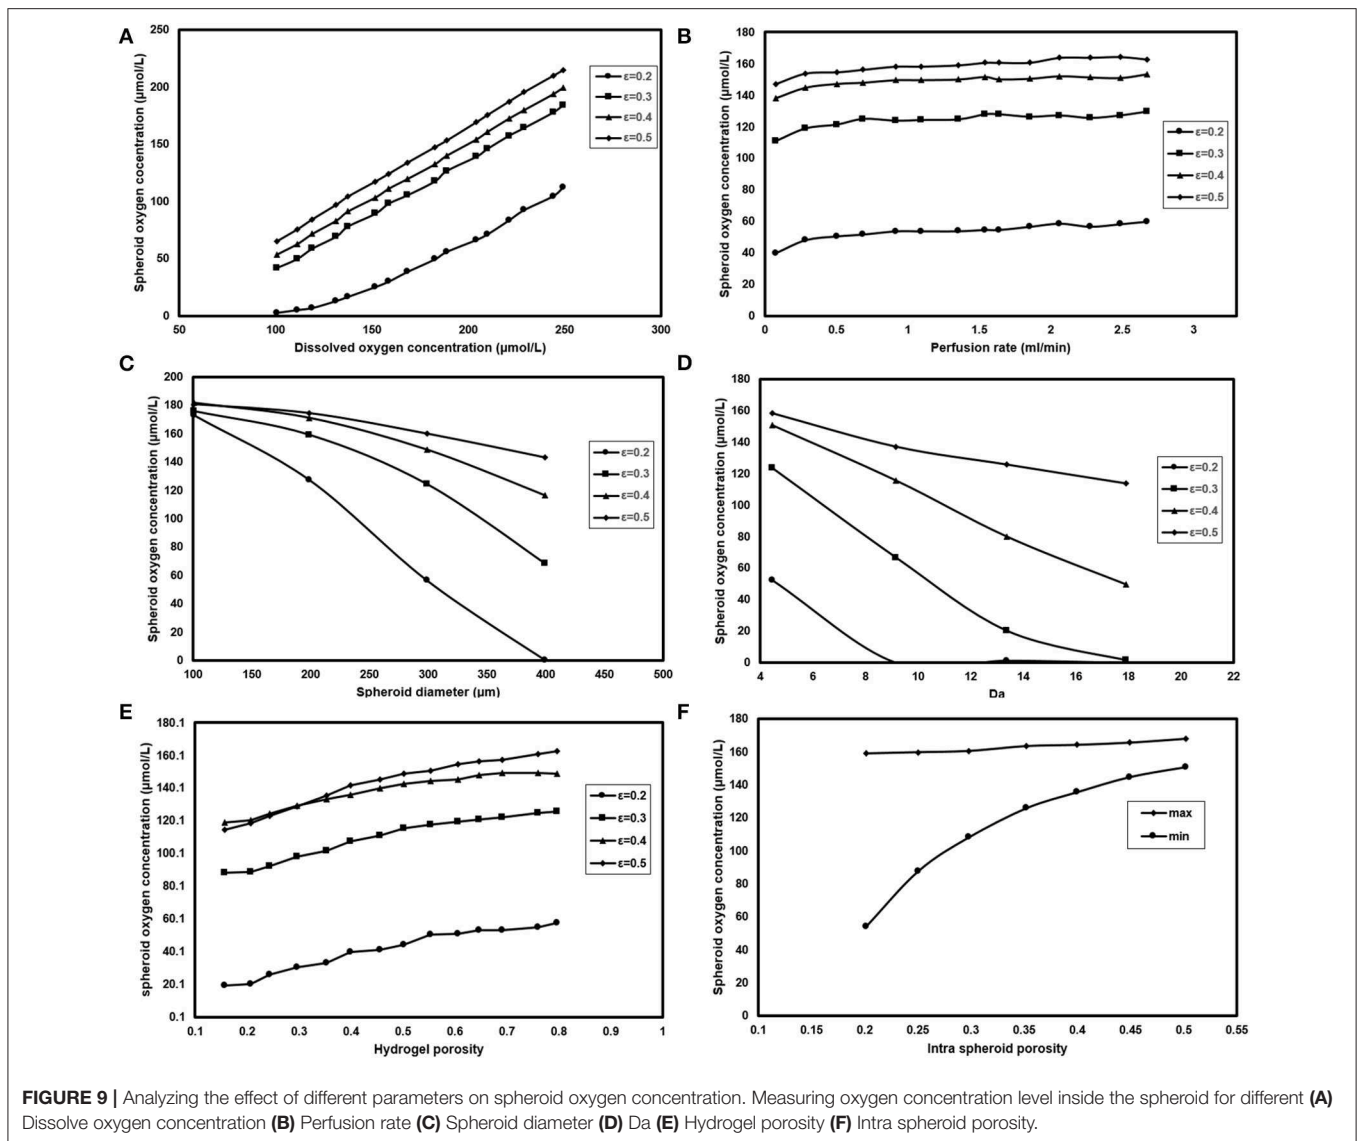 A
Spheroid oxygen cocentration (µmol/L)
250
200
150
100
50
0
50
100
150
200
250
300
Dissolved oxygen concentration (µmol/L)
ε=0.2
ε=0.3
ε=0.4
ε=0.5
B
Spheroid oxygen concentration (µmol/L)
180
160
140
120
100
80
60
40
20
0
0
0.5
1
1.5
2
2.5
3
Perfusion rate (ml/min)
ε=0.2
ε=0.3
ε=0.4
ε=0.5
C
Spheroid oxygen concentration (µmol/L)
200
180
160
140
120
100
80
60
40
20
0
100
150
200
250
300
350
400
450
500
Spheroid diameter (µm)
ε=0.2
ε=0.3
ε=0.4
ε=0.5
D
Spheroid oxygen concentration (µmol/L)
180
160
140
120
100
80
60
40
20
0
4
6
8
10
12
14
16
18
20
22
Da
ε=0.2
ε=0.3
ε=0.4
ε=0.5
E
spheroid oxygen concentration (µmol/L)
180.1
160.1
140.1
120.1
100.1
80.1
60.1
40.1
20.1
0.1
0.1
0.2
0.3
0.4
0.5
0.6
0.7
0.8
0.9
1
Hydrogel porosity
ε=0.2
ε=0.3
ε=0.4
ε=0.5
F
Spheroid oxygen concentration (µmol/L)
180
160
140
120
100
80
60
40
20
0
0.1
0.15
0.2
0.25
0.3
0.35
0.4
0.45
0.5
0.55
Intra spheroid porosity
max
min
FIGURE 9 | Analyzing the effect of different parameters on spheroid oxygen concentration. Measuring oxygen concentration level inside the spheroid for different (A)
Dissolve oxygen concentration (B) Perfusion rate (C) Spheroid diameter (D) Da (E) Hydrogel porosity (F) Intra spheroid porosity.